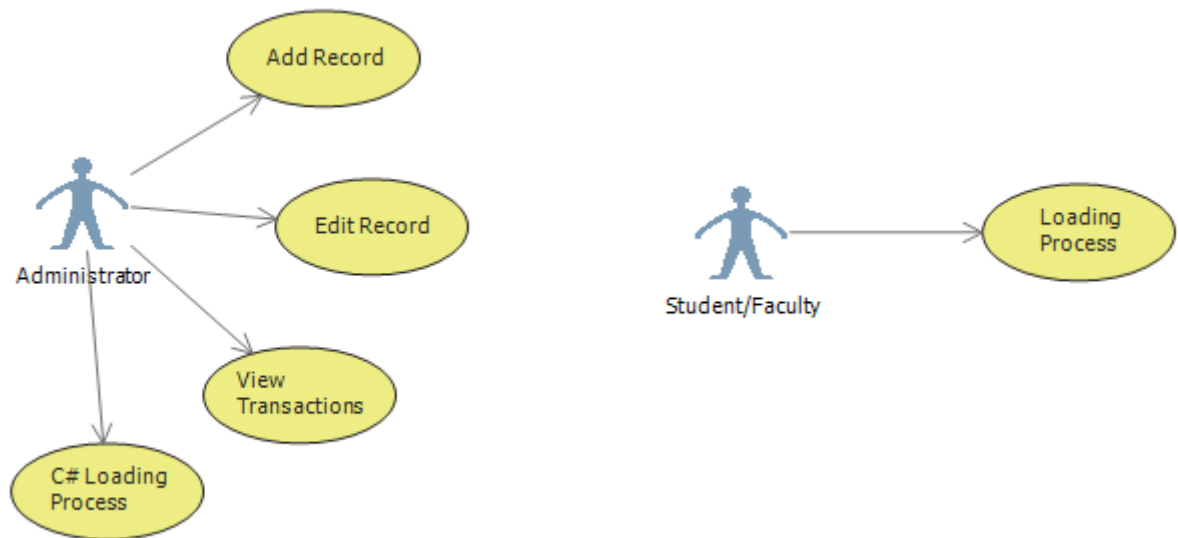 Add Record
Edit Record
Administrator
View
Transactions
C# Loading
Process
Loading
Process
Student/Faculty